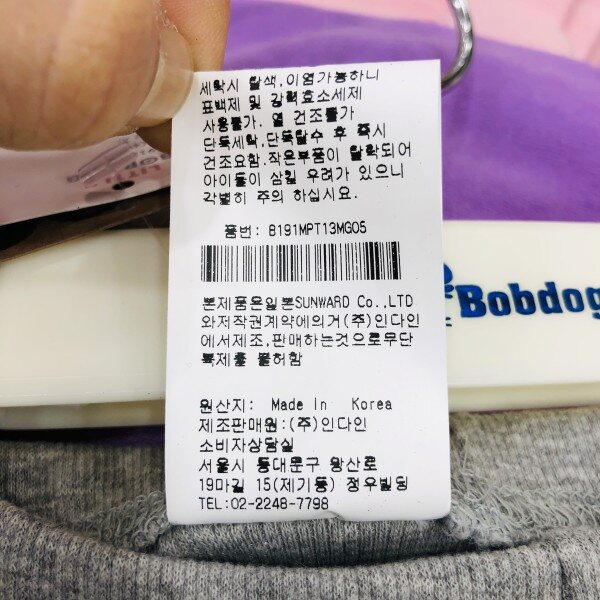 세탁시 탈색,이염가능하니
표백제 및 강력효소세제
사용불가. 열 건조불가
단독세탁,단독탈수 후 즉시
건조요함.작은부품이 탈락되어
아이들이 삼킬 우려가 있으니
각별히 주의 하십시요.
품번: B191MPT13MG05
본제품은일본SUNWARD Co.,LTD
와저작권계약에의거(주)인다인
에서제조,판매하는것으로무단
복제를 불허함
원산지: Made In Korea
제조판매원:(주)인다인
소비자상담실
서울시 동대문구 왕산로
19마길 15(제기동) 정우빌딩
TEL:02-2248-7798
Bobdog